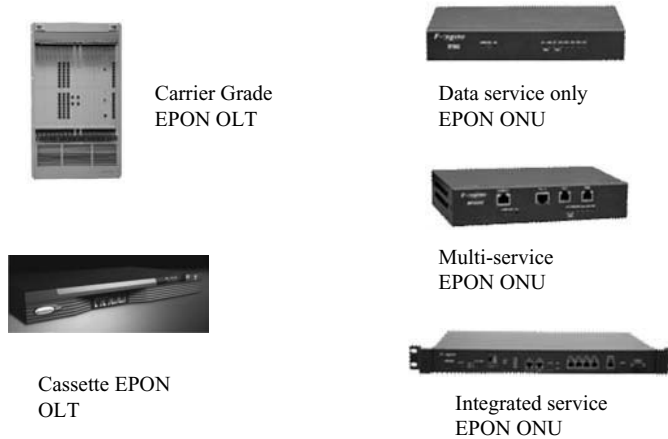 Carrier Grade
EPON OLT
Data service only
EPON ONU
Multi-service
EPON ONU
Cassette EPON
OLT
Integrated service
EPON ONU